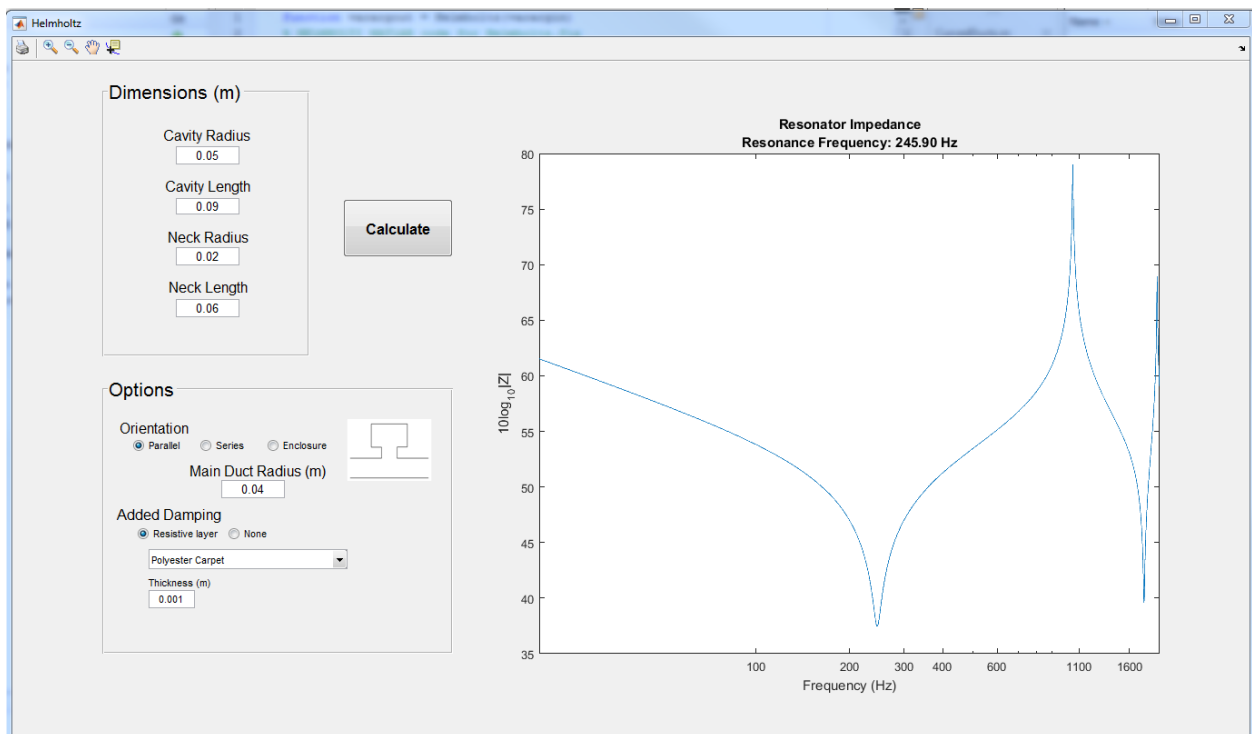 Helmholtz
Dimensions (m)
Cavity Radius
0.05
Cavity Length
0.09
Neck Radius
0.02
Neck Length
0.06
Calculate
Options
Orientation
Parallel Series Enclosure
Main Duct Radius (m)
0.04
Added Damping
Resistive layer None
Polyester Carpet
Thickness (m)
0.001
Resonator Impedance
Resonance Frequency: 245.90 Hz
80
75
70
65
60
55
50
45
40
35
10log10|Z|
100 200 300 400 600 1100 1600
Frequency (Hz)